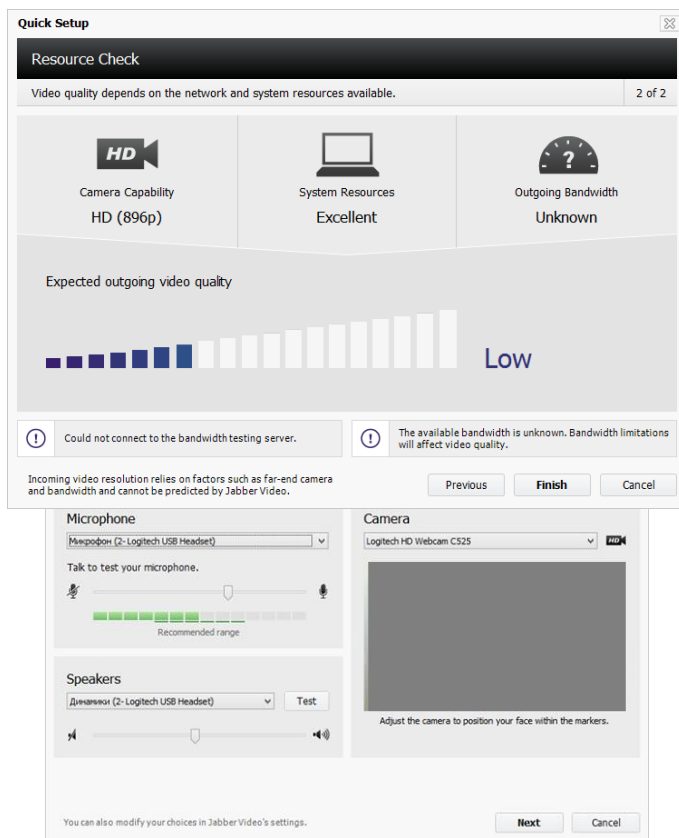 Quick Setup
Resource Check
Video quality depends on the network and system resources available.
2 of 2
HD
Camera Capability
HD (896p)
System Resources
Excellent
?
Outgoing Bandwidth
Unknown
Expected outgoing video quality
Low
! Could not connect to the bandwidth testing server.
! The available bandwidth is unknown. Bandwidth limitations
will affect video quality.
Incoming video resolution relies on factors such as far-end camera
and bandwidth and cannot be predicted by Jabber Video.
Previous
Finish
Cancel
Microphone
Микрофон (2- Logitech USB Headset)
Talk to test your microphone.
Recommended range
Camera
Logitech HD Webcam C525
HD
Adjust the camera to position your face within the markers.
Speakers
Динамики (2- Logitech USB Headset)
Test
You can also modify your choices in Jabber Video's settings.
Next
Cancel